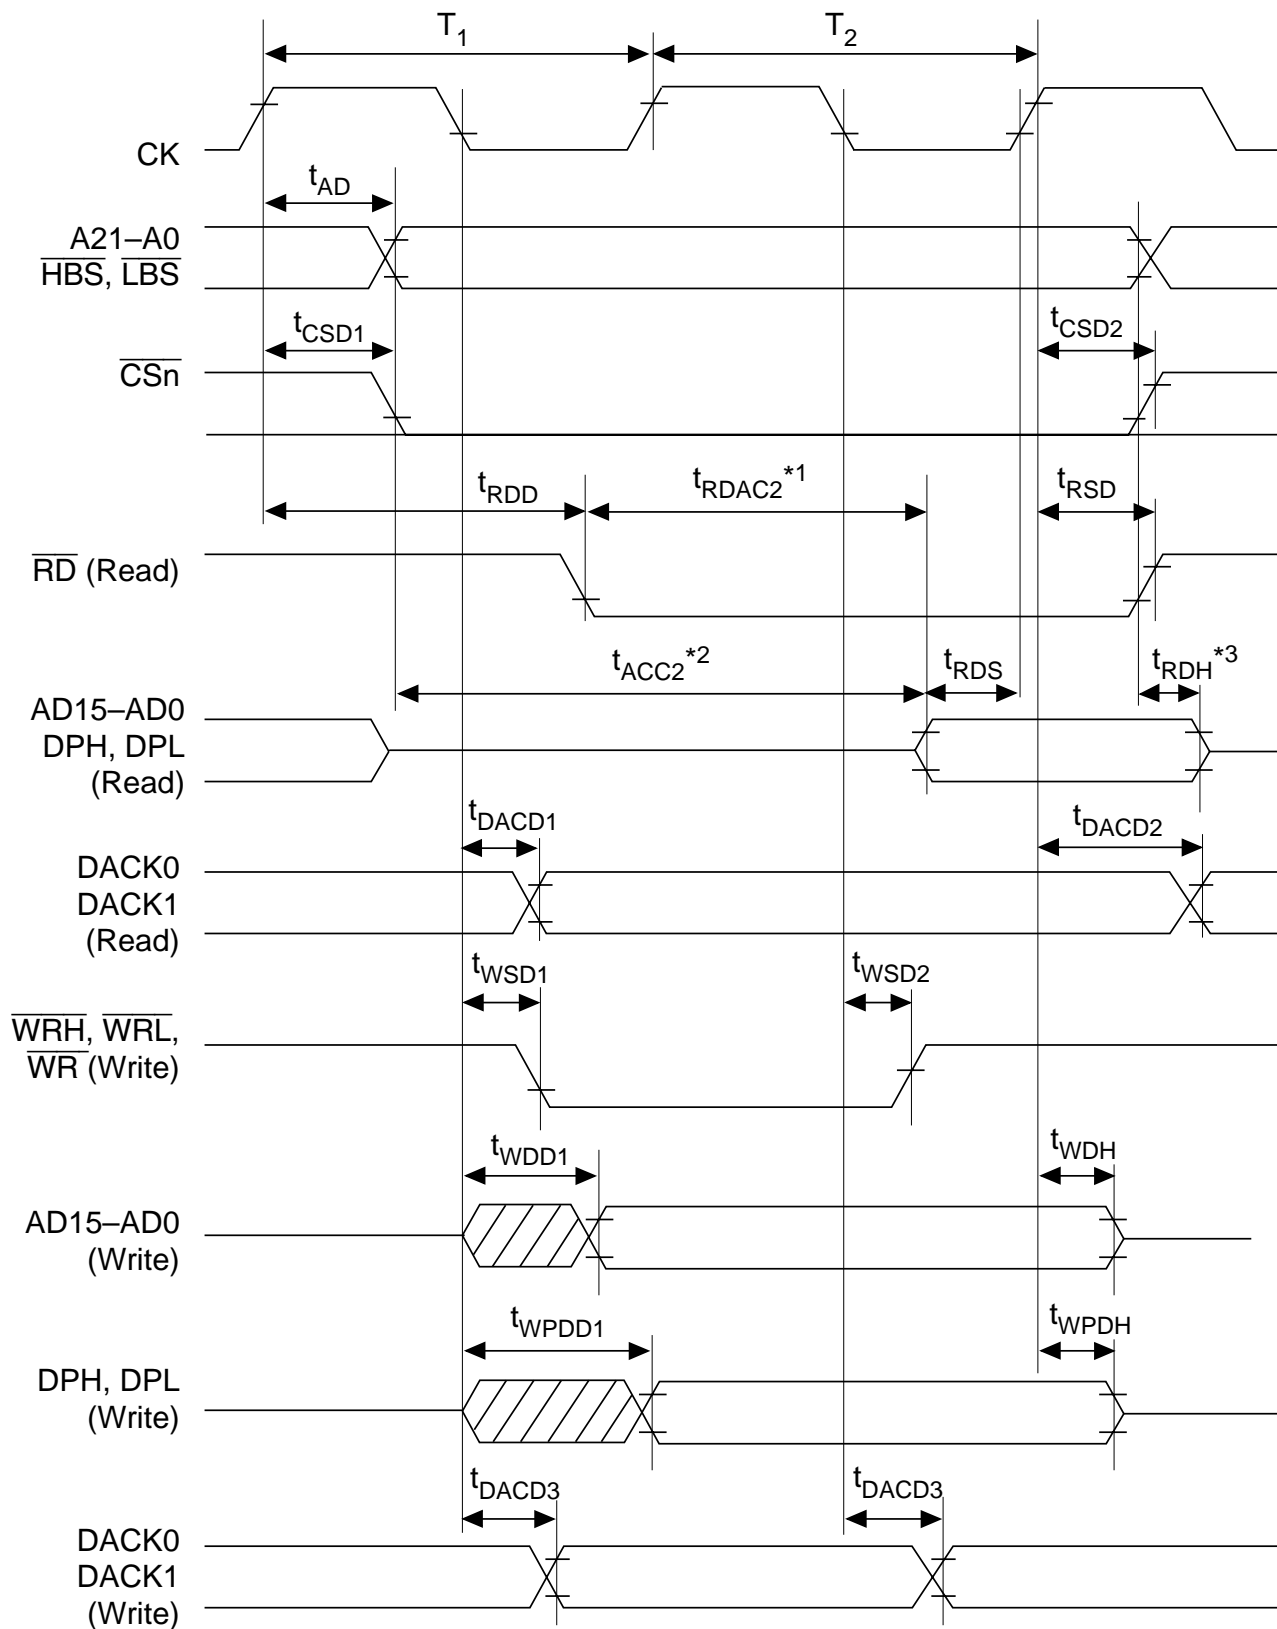 T1 T2
CK
tAD
A21–A0
HBS, LBS
tCSD1 tCSD2
CSn
tRDD tRDAC2*1 tRSD
RD (Read)
tACC2*2 tRDS tRDH*3
AD15–AD0
DPH, DPL
(Read)
tDACD1 tDACD2
DACK0
DACK1
(Read)
tWSD1 tWSD2
WRH, WRL,
WR (Write)
tWDD1 tWDH
AD15–AD0
(Write)
tWPDD1 tWPDH
DPH, DPL
(Write)
tDACD3 tDACD3
DACK0
DACK1
(Write)